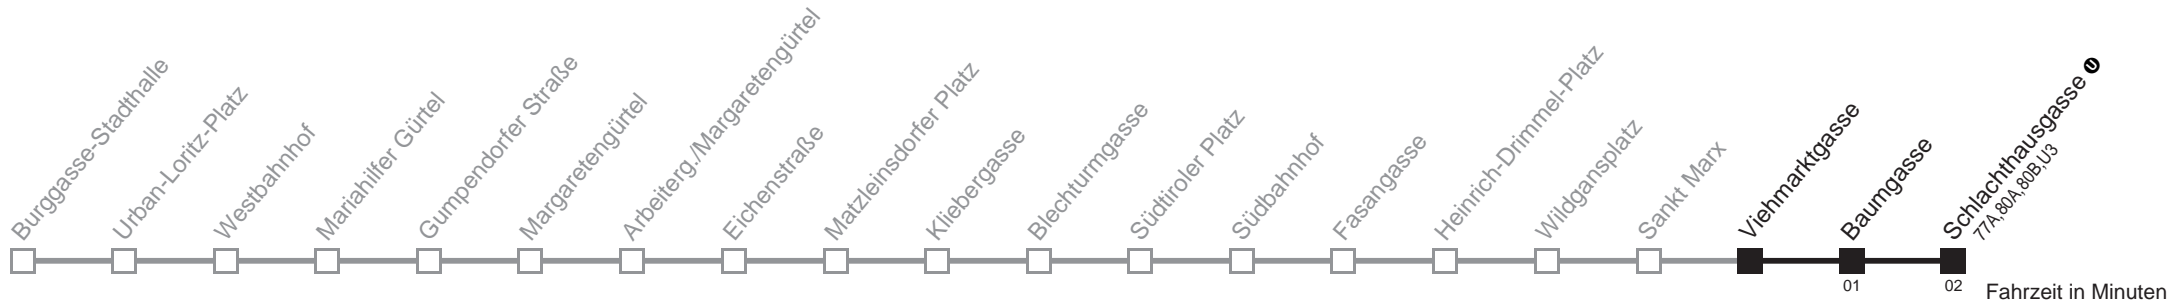 Burggasse-Stadthalle
Urban-Loritz-Platz
Westbahnhof
Mariahilfer Gürtel
Gumpendorfer Straße
Margaretengürtel
Arbeiterg./Margaretengürtel
Eichenstraße
Matzleinsdorfer Platz
Kliebergasse
Blechturmgasse
Südtiroler Platz
Südbahnhof
Fasangasse
Heinrich-Drimmel-Platz
Wildgansplatz
Sankt Marx
Viehmarktgasse
Baumgasse
Schlachthausgasse U
77A,80A,80B,U3
01
02
Fahrzeit in Minuten